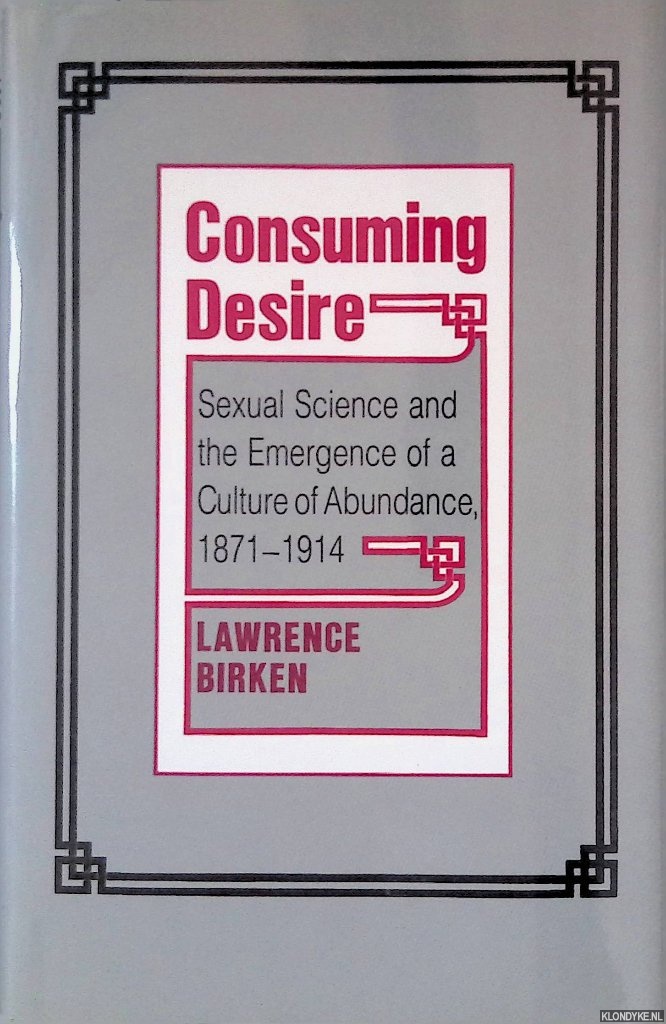 Consuming
Desire
Sexual Science and
the Emergence of a
Culture of Abundance,
1871–1914
LAWRENCE
BIRKEN
KLONDYKE.NL